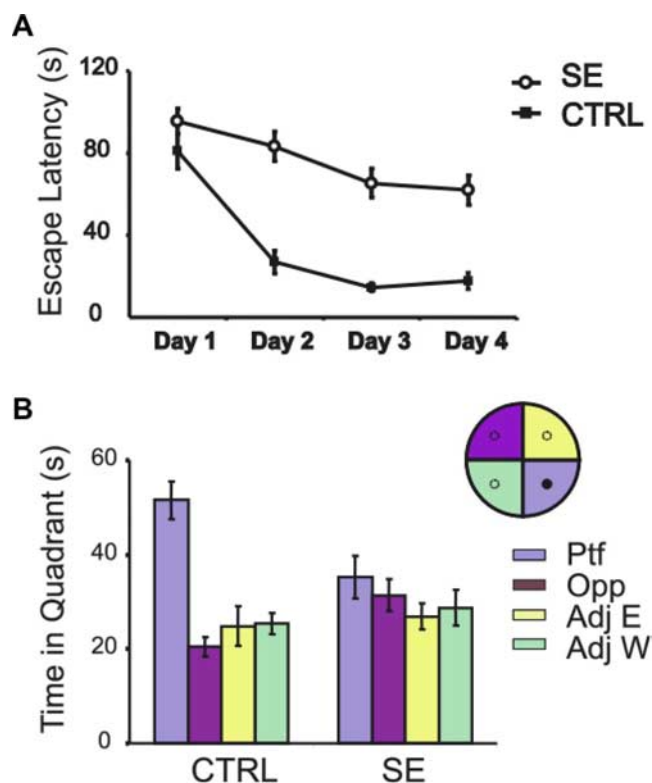 A
Escape Latency (s)
120
80
40
0
Day 1 Day 2 Day 3 Day 4
SE
CTRL
B
Time in Quadrant (s)
60
40
20
0
CTRL SE
Ptf
Opp
Adj E
Adj W